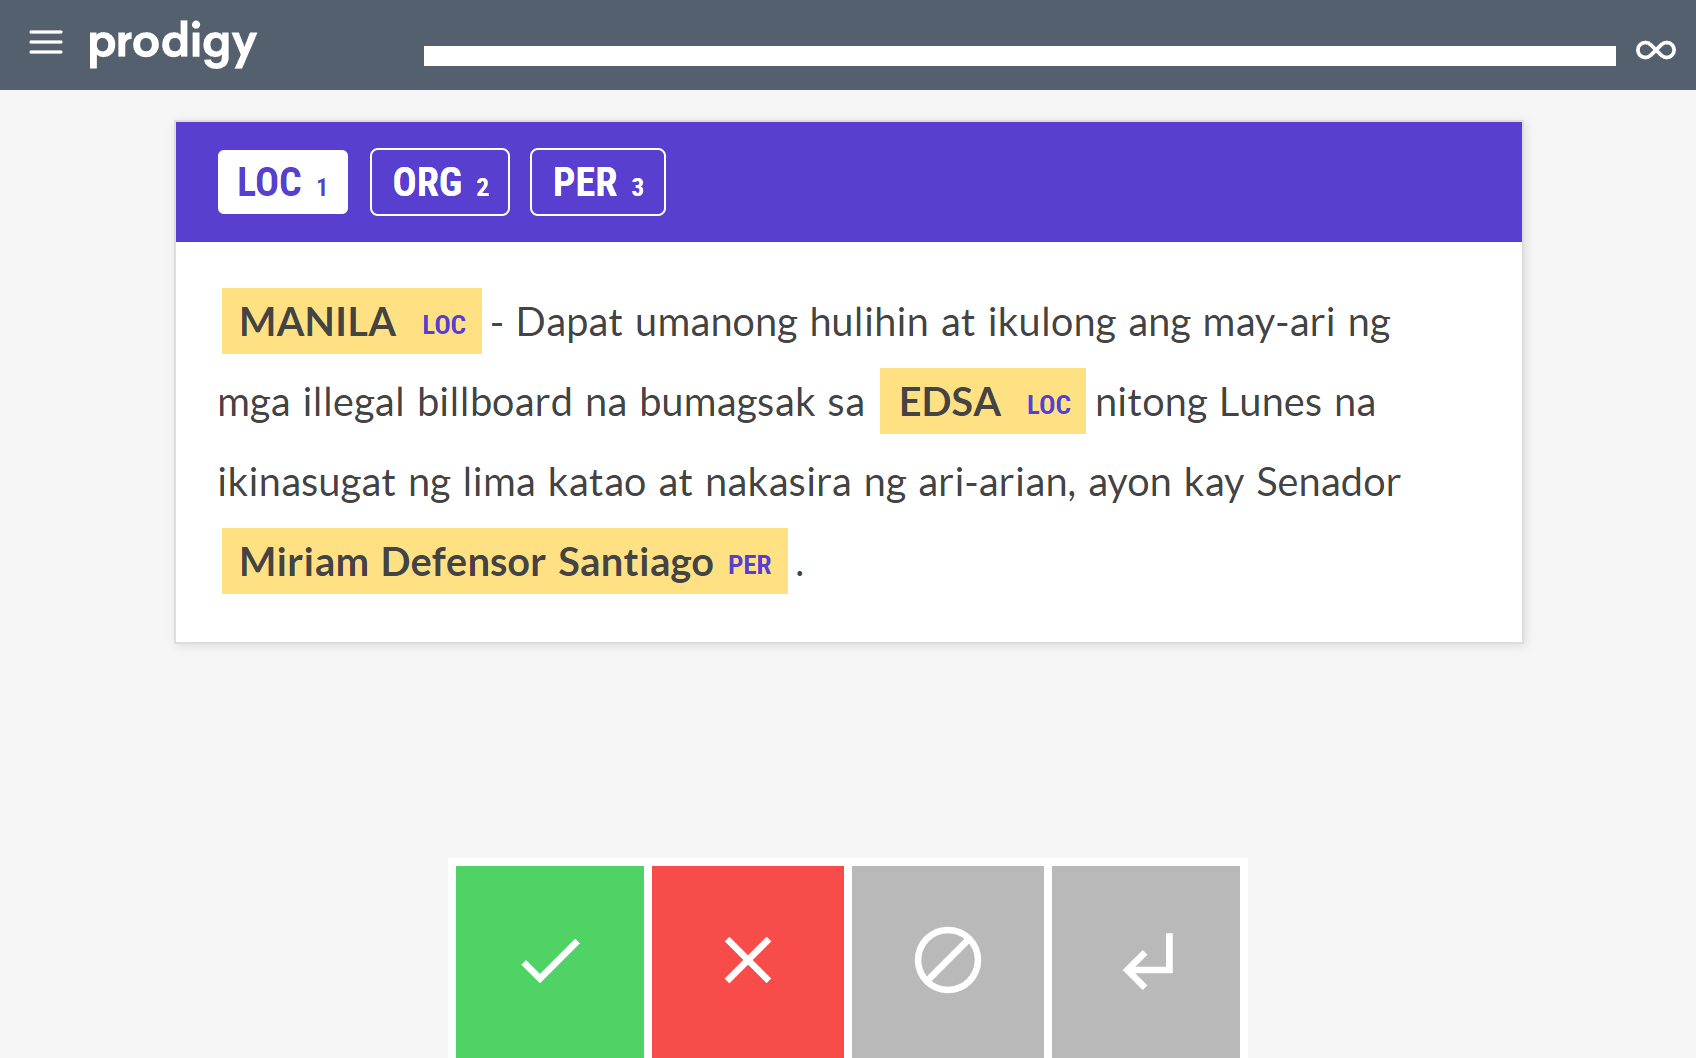 prodigy
LOC 1 ORG 2 PER 3
MANILA LOC - Dapat umanong hulihin at ikulong ang may-ari ng
mga illegal billboard na bumagsak sa EDSA LOC nitong Lunes na
ikinasugat ng lima katao at nakasira ng ari-arian, ayon kay Senador
Miriam Defensor Santiago PER .